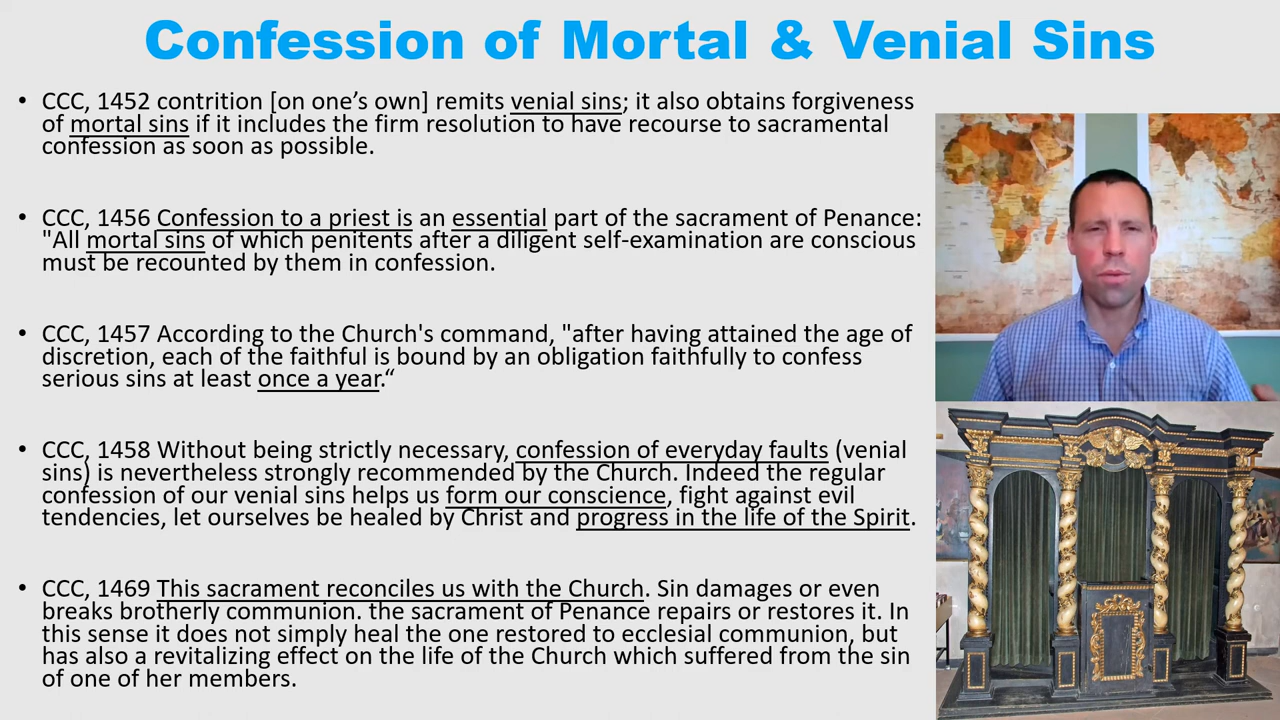 Confession of Mortal & Venial Sins
• CCC, 1452 contrition [on one’s own] remits venial sins; it also obtains forgiveness
of mortal sins if it includes the firm resolution to have recourse to sacramental
confession as soon as possible.
• CCC, 1456 Confession to a priest is an essential part of the sacrament of Penance:
"All mortal sins of which penitents after a diligent self-examination are conscious
must be recounted by them in confession.
• CCC, 1457 According to the Church's command, "after having attained the age of
discretion, each of the faithful is bound by an obligation faithfully to confess
serious sins at least once a year.“
• CCC, 1458 Without being strictly necessary, confession of everyday faults (venial
sins) is nevertheless strongly recommended by the Church. Indeed the regular
confession of our venial sins helps us form our conscience, fight against evil
tendencies, let ourselves be healed by Christ and progress in the life of the Spirit.
• CCC, 1469 This sacrament reconciles us with the Church. Sin damages or even
breaks brotherly communion. the sacrament of Penance repairs or restores it. In
this sense it does not simply heal the one restored to ecclesial communion, but
has also a revitalizing effect on the life of the Church which suffered from the sin
of one of her members.